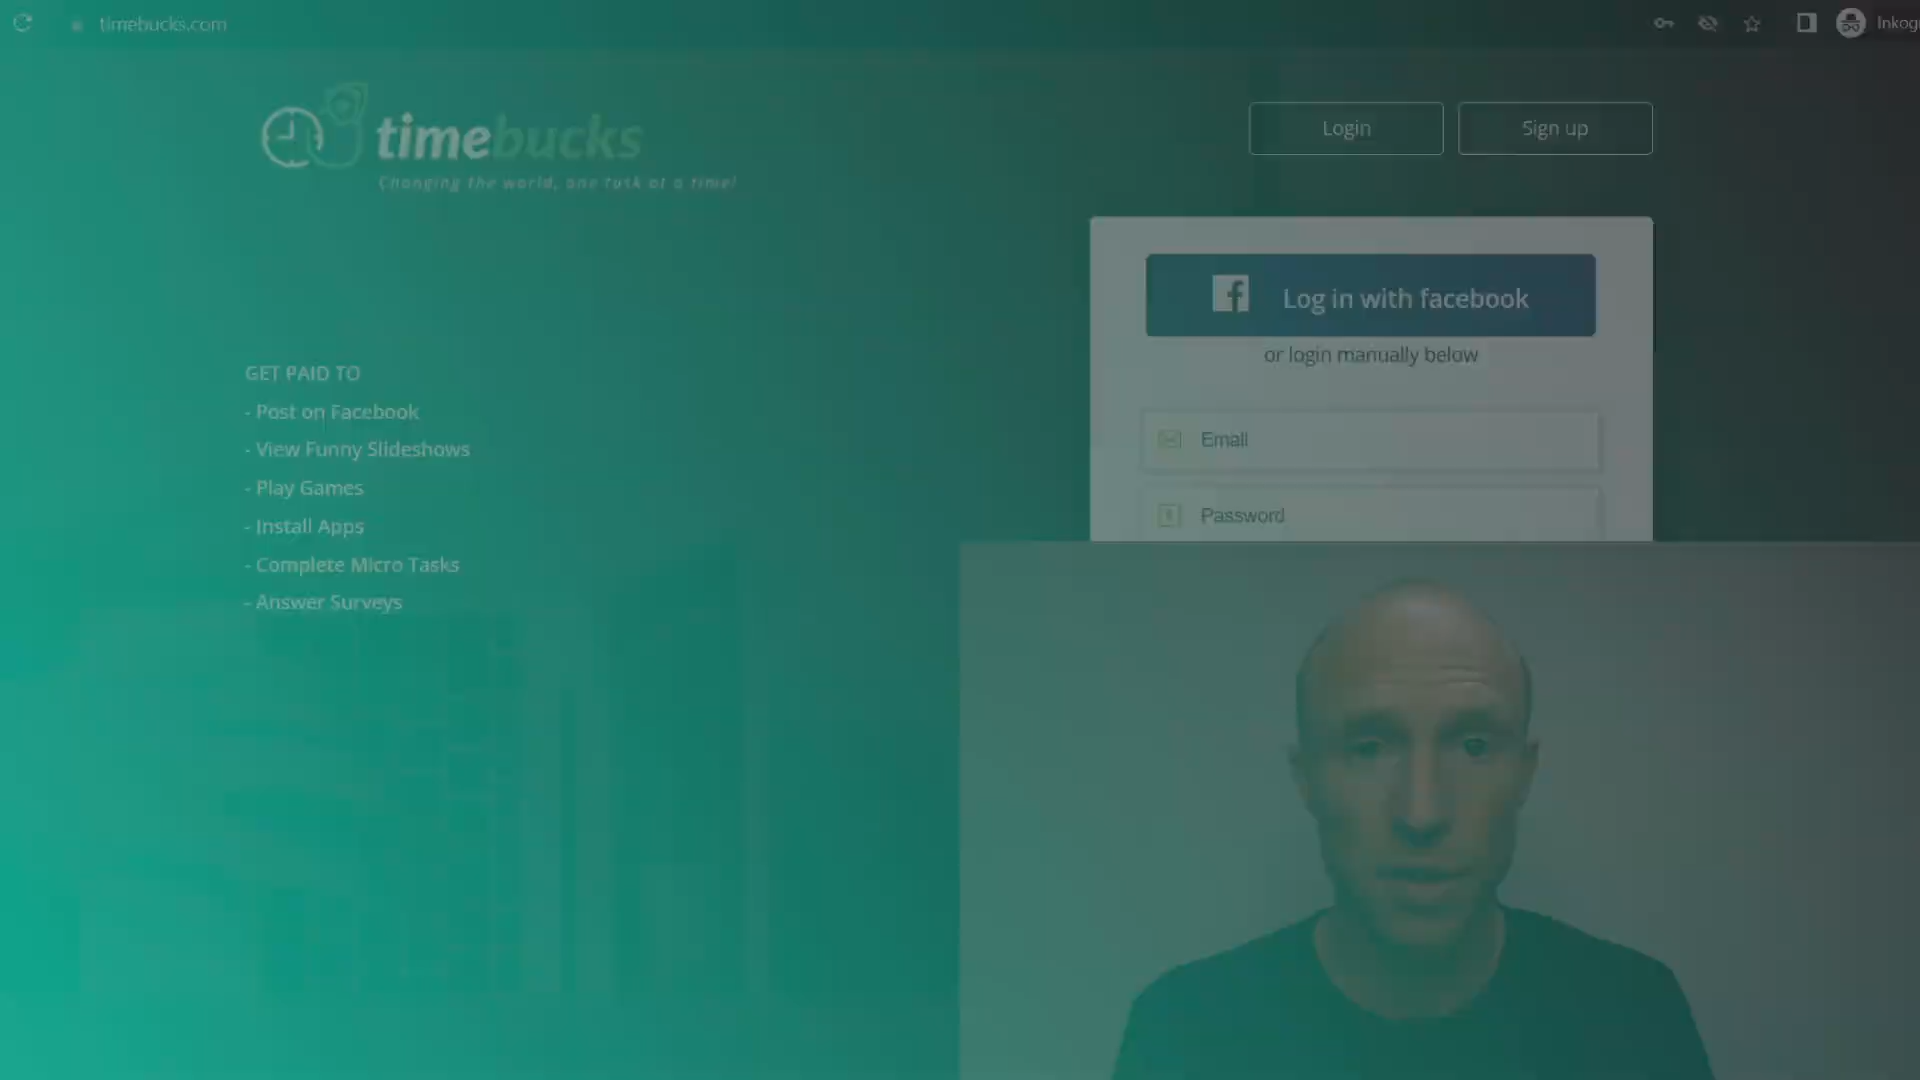 timebucks.com
Inkog
timebucks
Changing the world, one task at a time!
Login
Sign up
Log in with facebook
or login manually below
Email
Password
GET PAID TO
- Post on Facebook
- View Funny Slideshows
- Play Games
- Install Apps
- Complete Micro Tasks
- Answer Surveys